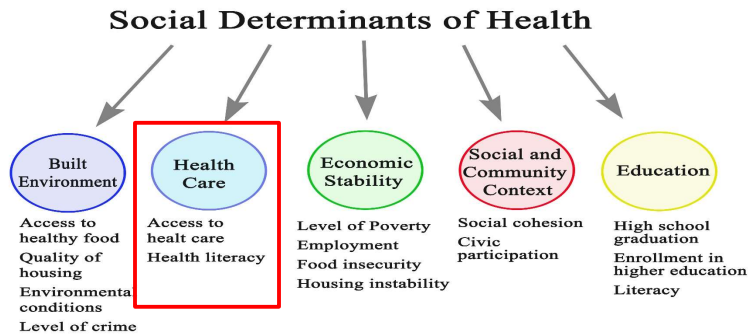 Social Determinants of Health
Built
Environment
Access to
healthy food
Quality of
housing
Environmental
conditions
Level of crime
Health
Care
Access to
healt care
Health literacy
Economic
Stability
Level of Poverty
Employment
Food insecurity
Housing instability
Social and
Community
Context
Social cohesion
Civic
participation
Education
High school
graduation
Enrollment in
higher education
Literacy